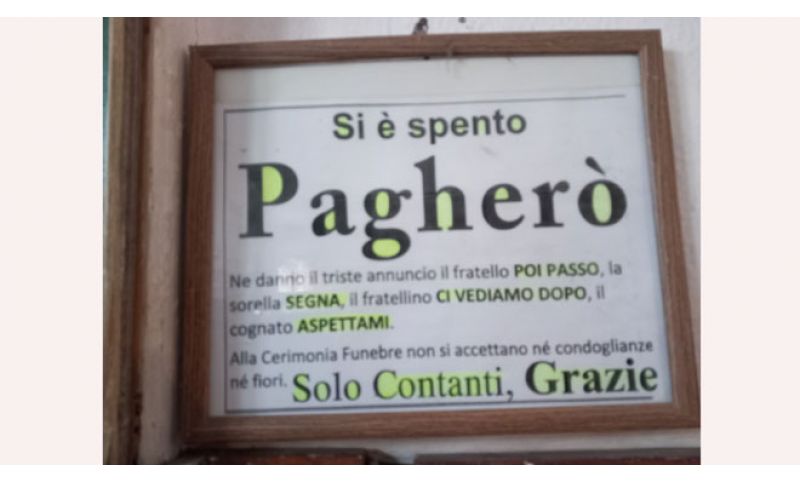 Si è spento
Pagherò
Ne danno il triste annuncio il fratello POI PASSO, la
sorella SEGNA, il fratellino CI VEDIAMO DOPO, il
cognato ASPETTAMI.
Alla Cerimonia Funebre non si accettano né condoglianze
né fiori. Solo Contanti, Grazie